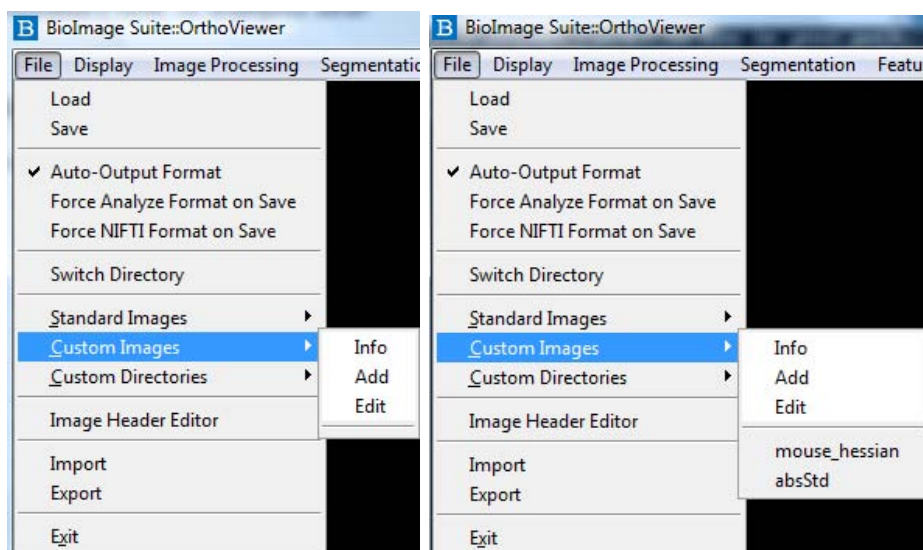 BioImage Suite::OrthoViewer
File Display Image Processing Segmentatic
Load
Save
✔ Auto-Output Format
Force Analyze Format on Save
Force NIFTI Format on Save
Switch Directory
Standard Images
Custom Images
Custom Directories
Image Header Editor
Import
Export
Exit
Info
Add
Edit
BioImage Suite::OrthoViewer
File Display Image Processing Segmentation Featu
Load
Save
✔ Auto-Output Format
Force Analyze Format on Save
Force NIFTI Format on Save
Switch Directory
Standard Images
Custom Images
Custom Directories
Image Header Editor
Import
Export
Exit
Info
Add
Edit
mouse_hessian
absStd